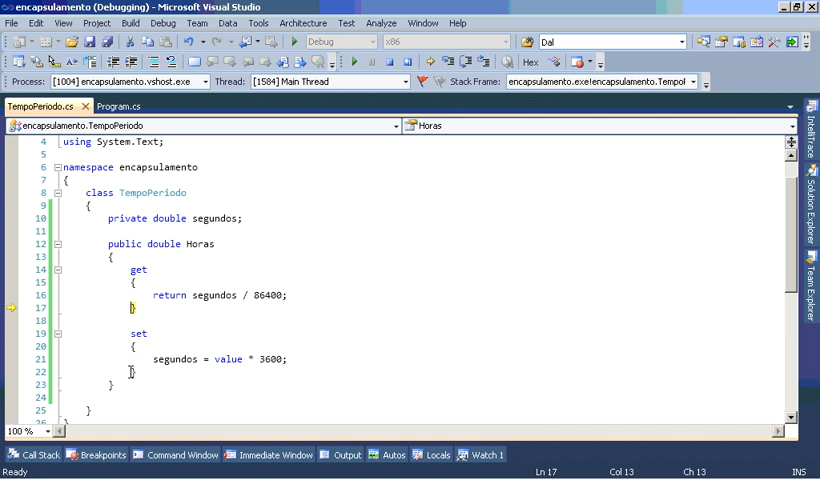 encapsulamento (Debugging) - Microsoft Visual Studio
File Edit View Project Build Debug Team Data Tools Architecture Test Analyze Window Help
Debug x86 Dal
Hex
Process: [1004] encapsulamento.vshost.exe Thread: [1584] Main Thread Stack Frame: encapsulamento.exe!encapsulamento.TempoI
TempoPeriodo.cs Program.cs
encapsulamento.TempoPeriodo Horas
4 using System.Text;
5
6 namespace encapsulamento
7 {
8 class TempoPeriodo
9 {
10 private double segundos;
11
12 public double Horas
13 {
14 get
15 {
16 return segundos / 86400;
17 }
18
19 set
20 {
21 segundos = value * 3600;
22 }
23 }
24
25 }
26 }
100 %
IntelliTrace
Solution Explorer
Team Explorer
Call Stack Breakpoints Command Window Immediate Window Output Autos Locals Watch 1
Ready Ln 17 Col 13 Ch 13 INS